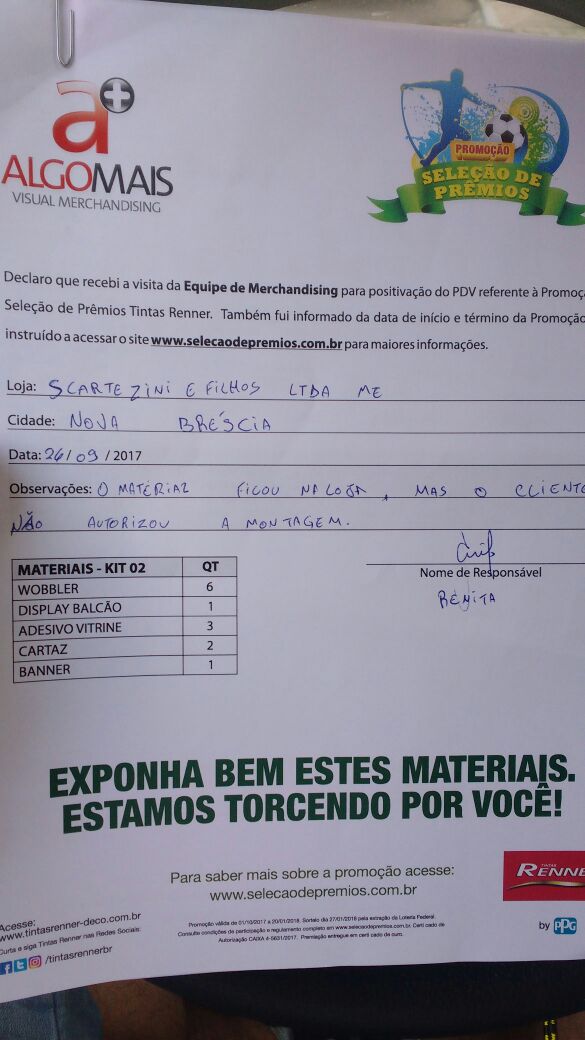 a+
ALGOMAIS
VISUAL MERCHANDISING
PROMOÇÃO
SELEÇÃO DE
PRÊMIOS
Declaro que recebi a visita da Equipe de Merchandising para positivação do PDV referente à Promoç
Seleção de Prêmios Tintas Renner. Também fui informado da data de início e término da Promoção
instruído a acessar o site www.selecaodepremios.com.br para maiores informações.
Loja: SCARTEZINI E FILHOS LTDA ME
Cidade: NOVA BRÉSCIA
Data: 26/09/2017
Observações: O MATERIAL FICOU NA LOJA, MAS O CLIENTE
NÃO AUTORIZOU A MONTAGEM.
Nome de Responsável
BENITA
MATERIAIS - KIT 02 QT
WOBBLER 6
DISPLAY BALCÃO 1
ADESIVO VITRINE 3
CARTAZ 2
BANNER 1
EXPONHA BEM ESTES MATERIAIS.
ESTAMOS TORCENDO POR VOCÊ!
Para saber mais sobre a promoção acesse:
www.selecaodepremios.com.br
TINTAS
RENNE
Acesse:
www.tintasrenner-deco.com.br
Curta e siga Tintas Renner nas Redes Sociais:
/tintasrennerbr
Promoção válida de 01/10/2017 a 20/01/2018. Sorteio dia 27/01/2018 pela extração da Loteria Federal.
Consulte condições de participação e regulamento completo em www.selecaodepremios.com.br. Certificado de
Autorização CAIXA 4-5631/2017. Premiação entregue em certificado de ouro.
by PPG